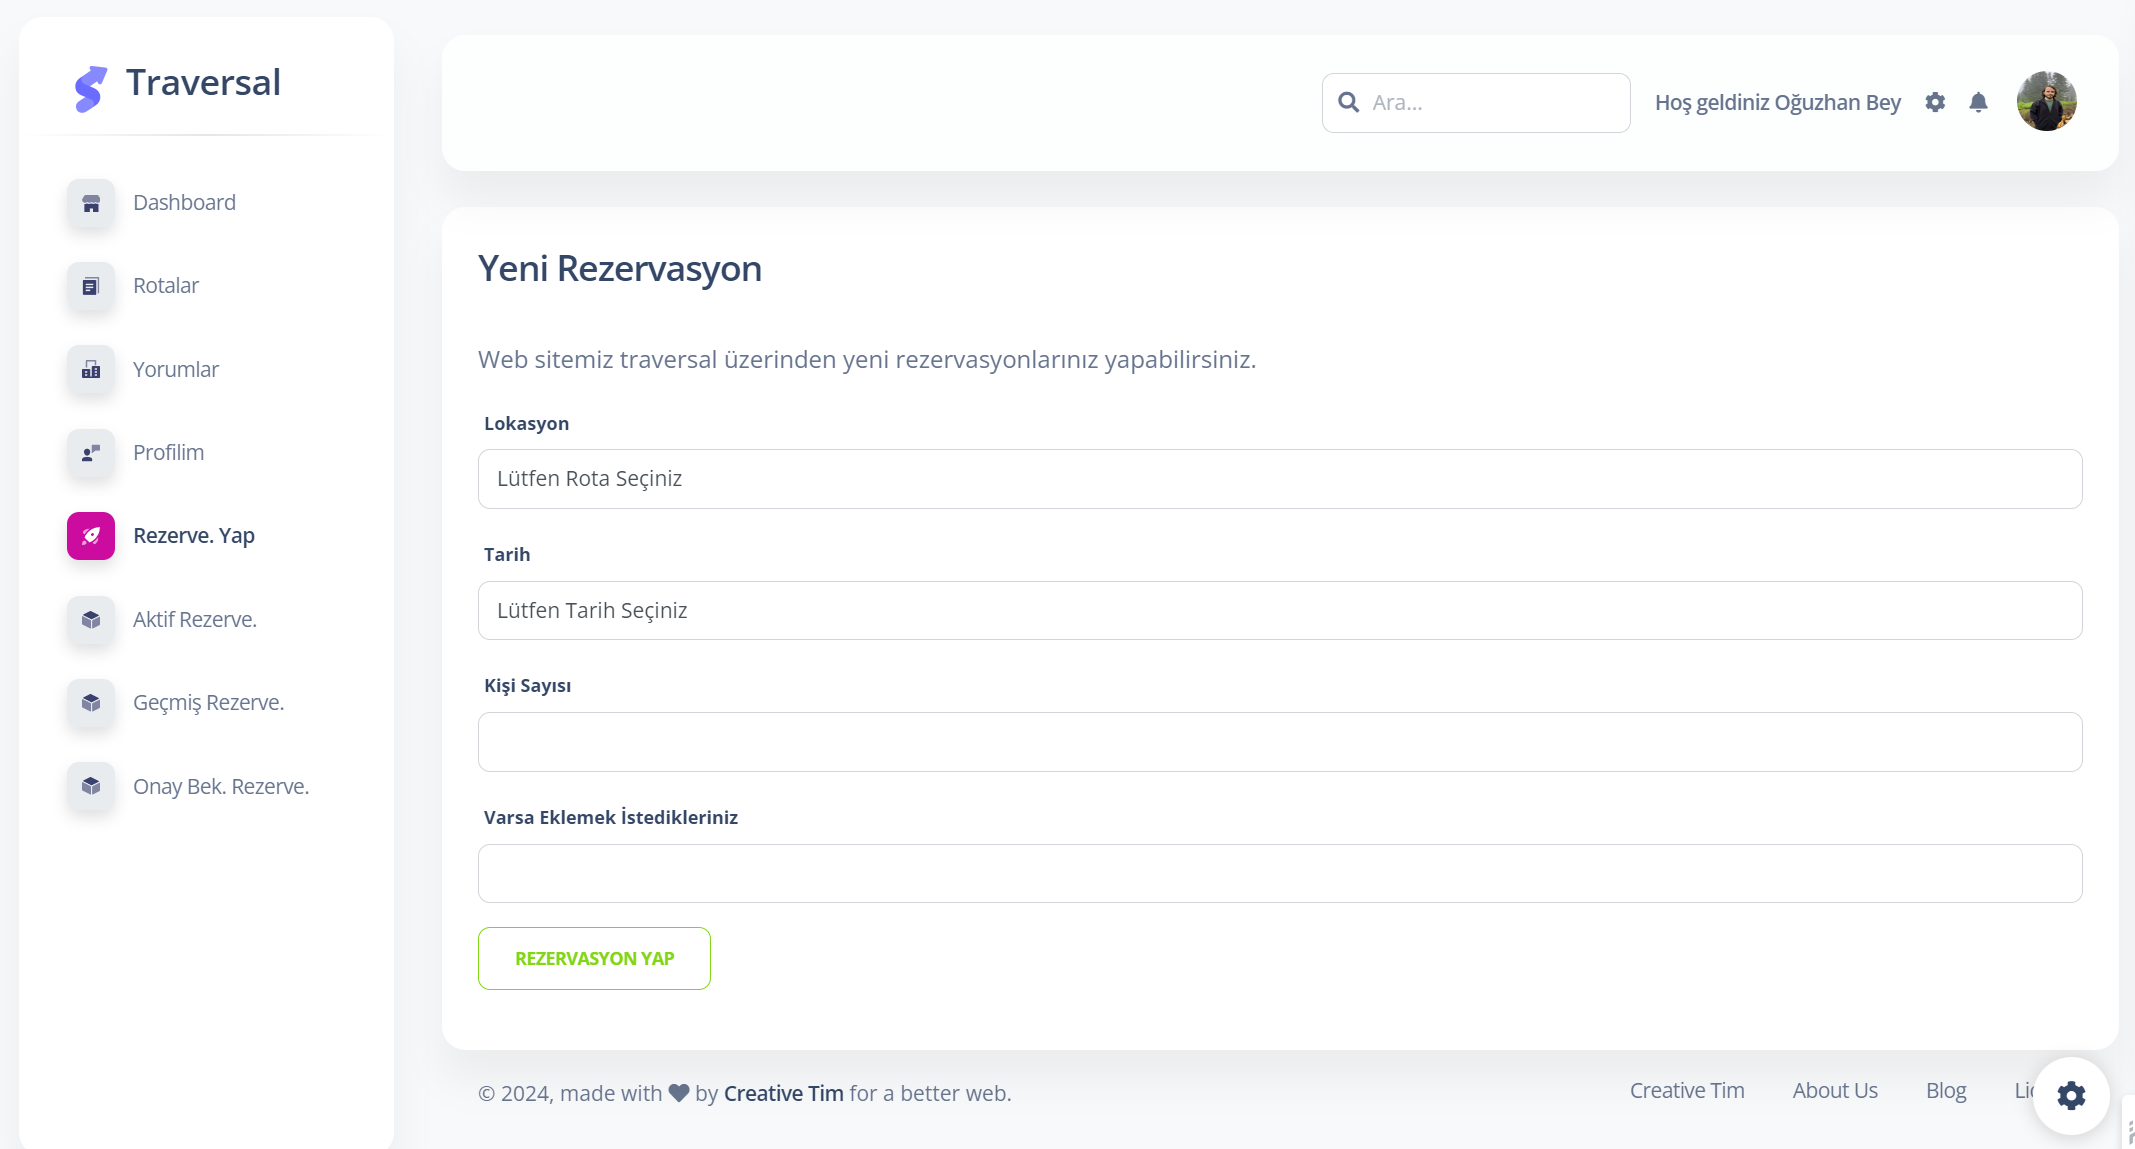 Traversal
Dashboard
Rotalar
Yorumlar
Profilim
Rezerve. Yap
Aktif Rezerve.
Geçmiş Rezerve.
Onay Bek. Rezerve.
Ara...
Hoş geldiniz Oğuzhan Bey
Yeni Rezervasyon
Web sitemiz traversal üzerinden yeni rezervasyonlarınız yapabilirsiniz.
Lokasyon
Lütfen Rota Seçiniz
Tarih
Lütfen Tarih Seçiniz
Kişi Sayısı
Varsa Eklemek İstedikleriniz
REZERVASYON YAP
© 2024, made with by Creative Tim for a better web.
Creative Tim
About Us
Blog